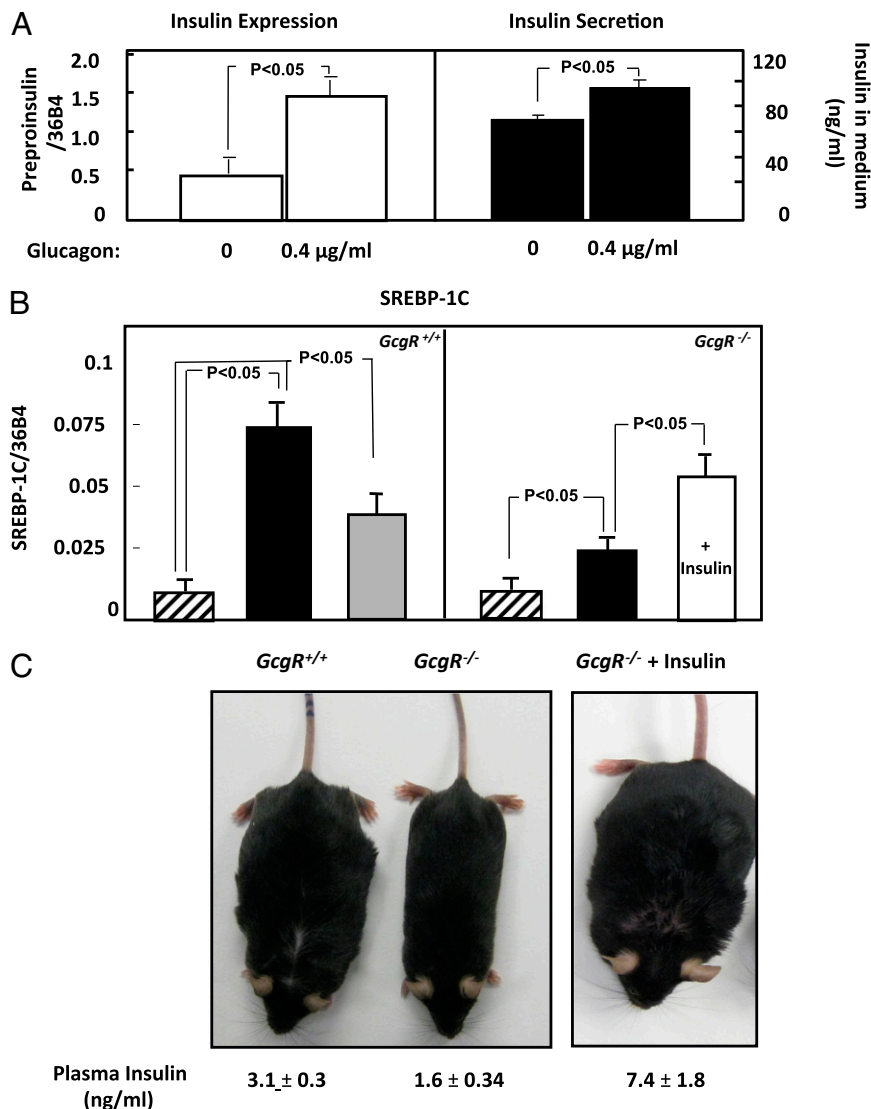 A
Insulin Expression
Insulin Secretion
Preproinsulin
/36B4
2.0
1.5
1.0
0.5
0
P<0.05
P<0.05
120
80
40
0
Insulin in medium
(ng/ml)
Glucagon: 0 0.4 µg/ml 0 0.4 µg/ml
B
SREBP-1C
SREBP-1C/36B4
0.1
0.075
0.05
0.025
0
GcgR +/+
P<0.05
P<0.05
GcgR -/-
P<0.05
P<0.05
+
Insulin
C
GcgR+/+ GcgR-/- GcgR-/- + Insulin
Plasma Insulin
(ng/ml)
3.1 ± 0.3 1.6 ± 0.34 7.4 ± 1.8